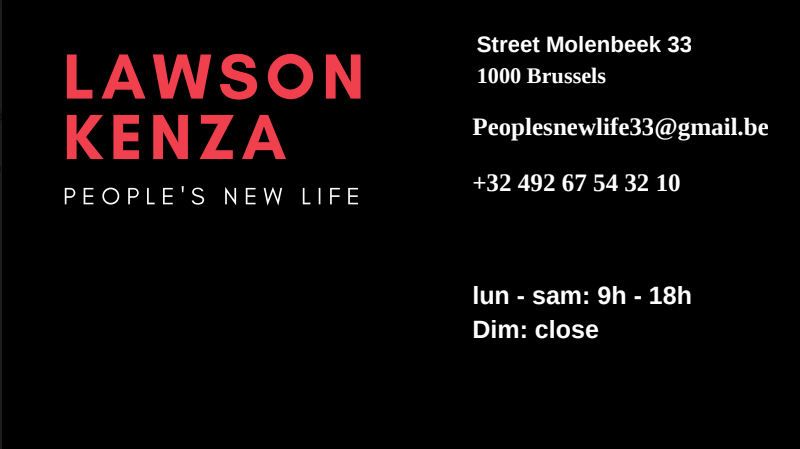 LAWSON
KENZA
PEOPLE'S NEW LIFE
Street Molenbeek 33
1000 Brussels
Peoplesnewlife33@gmail.be
+32 492 67 54 32 10
lun - sam: 9h - 18h
Dim: close